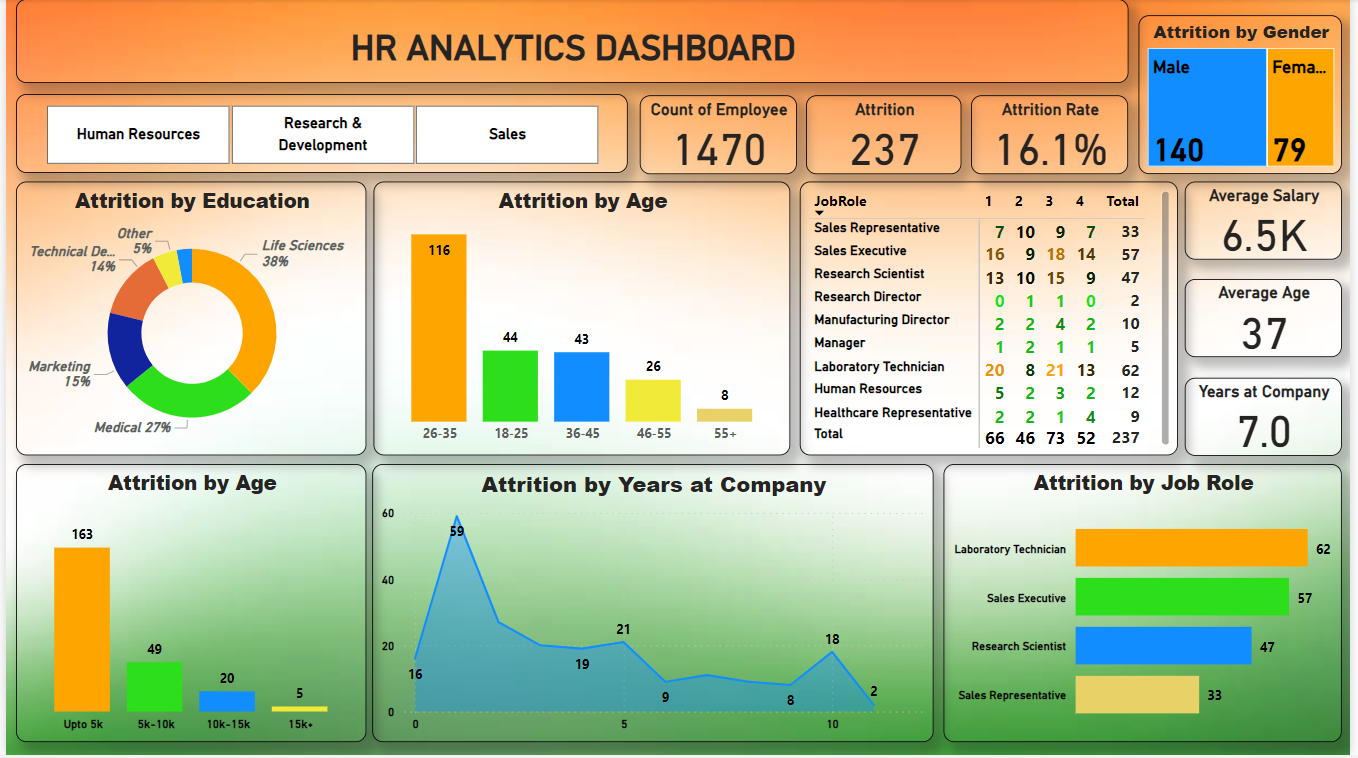 HR ANALYTICS DASHBOARD
Attrition by Gender
Male
Fema...
140
79
Human Resources
Research &
Development
Sales
Count of Employee
1470
Attrition
237
Attrition Rate
16.1%
Attrition by Education
Other
5%
Life Sciences
38%
Technical De...
14%
Marketing
15%
Medical 27%
Attrition by Age
116
44
43
26
8
26-35
18-25
36-45
46-55
55+
JobRole 1 2 3 4 Total
Sales Representative 7 10 9 7 33
Sales Executive 16 9 18 14 57
Research Scientist 13 10 15 9 47
Research Director 0 1 1 0 2
Manufacturing Director 2 2 4 2 10
Manager 1 2 1 1 5
Laboratory Technician 20 8 21 13 62
Human Resources 5 2 3 2 12
Healthcare Representative 2 2 1 4 9
Total 66 46 73 52 237
Average Salary
6.5K
Average Age
37
Years at Company
7.0
Attrition by Age
163
49
20
5
Upto 5k
5k-10k
10k-15k
15k+
Attrition by Years at Company
60
40
20
0
59
16
19
21
9
8
18
2
0
5
10
Attrition by Job Role
Laboratory Technician 62
Sales Executive 57
Research Scientist 47
Sales Representative 33